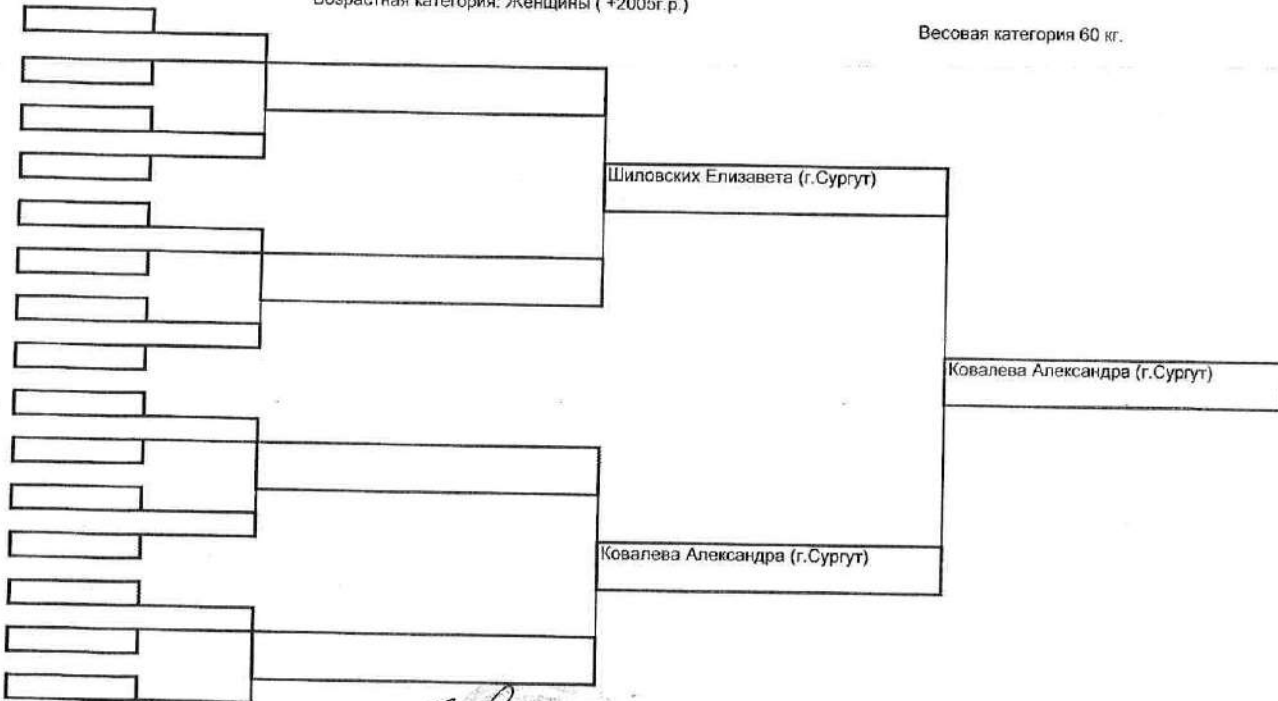 Возрастная категория: Женщины ( +2005г.р.)
Весовая категория 60 кг.
Шиловских Елизавета (г.Сургут)
Ковалева Александра (г.Сургут)
Ковалева Александра (г.Сургут)